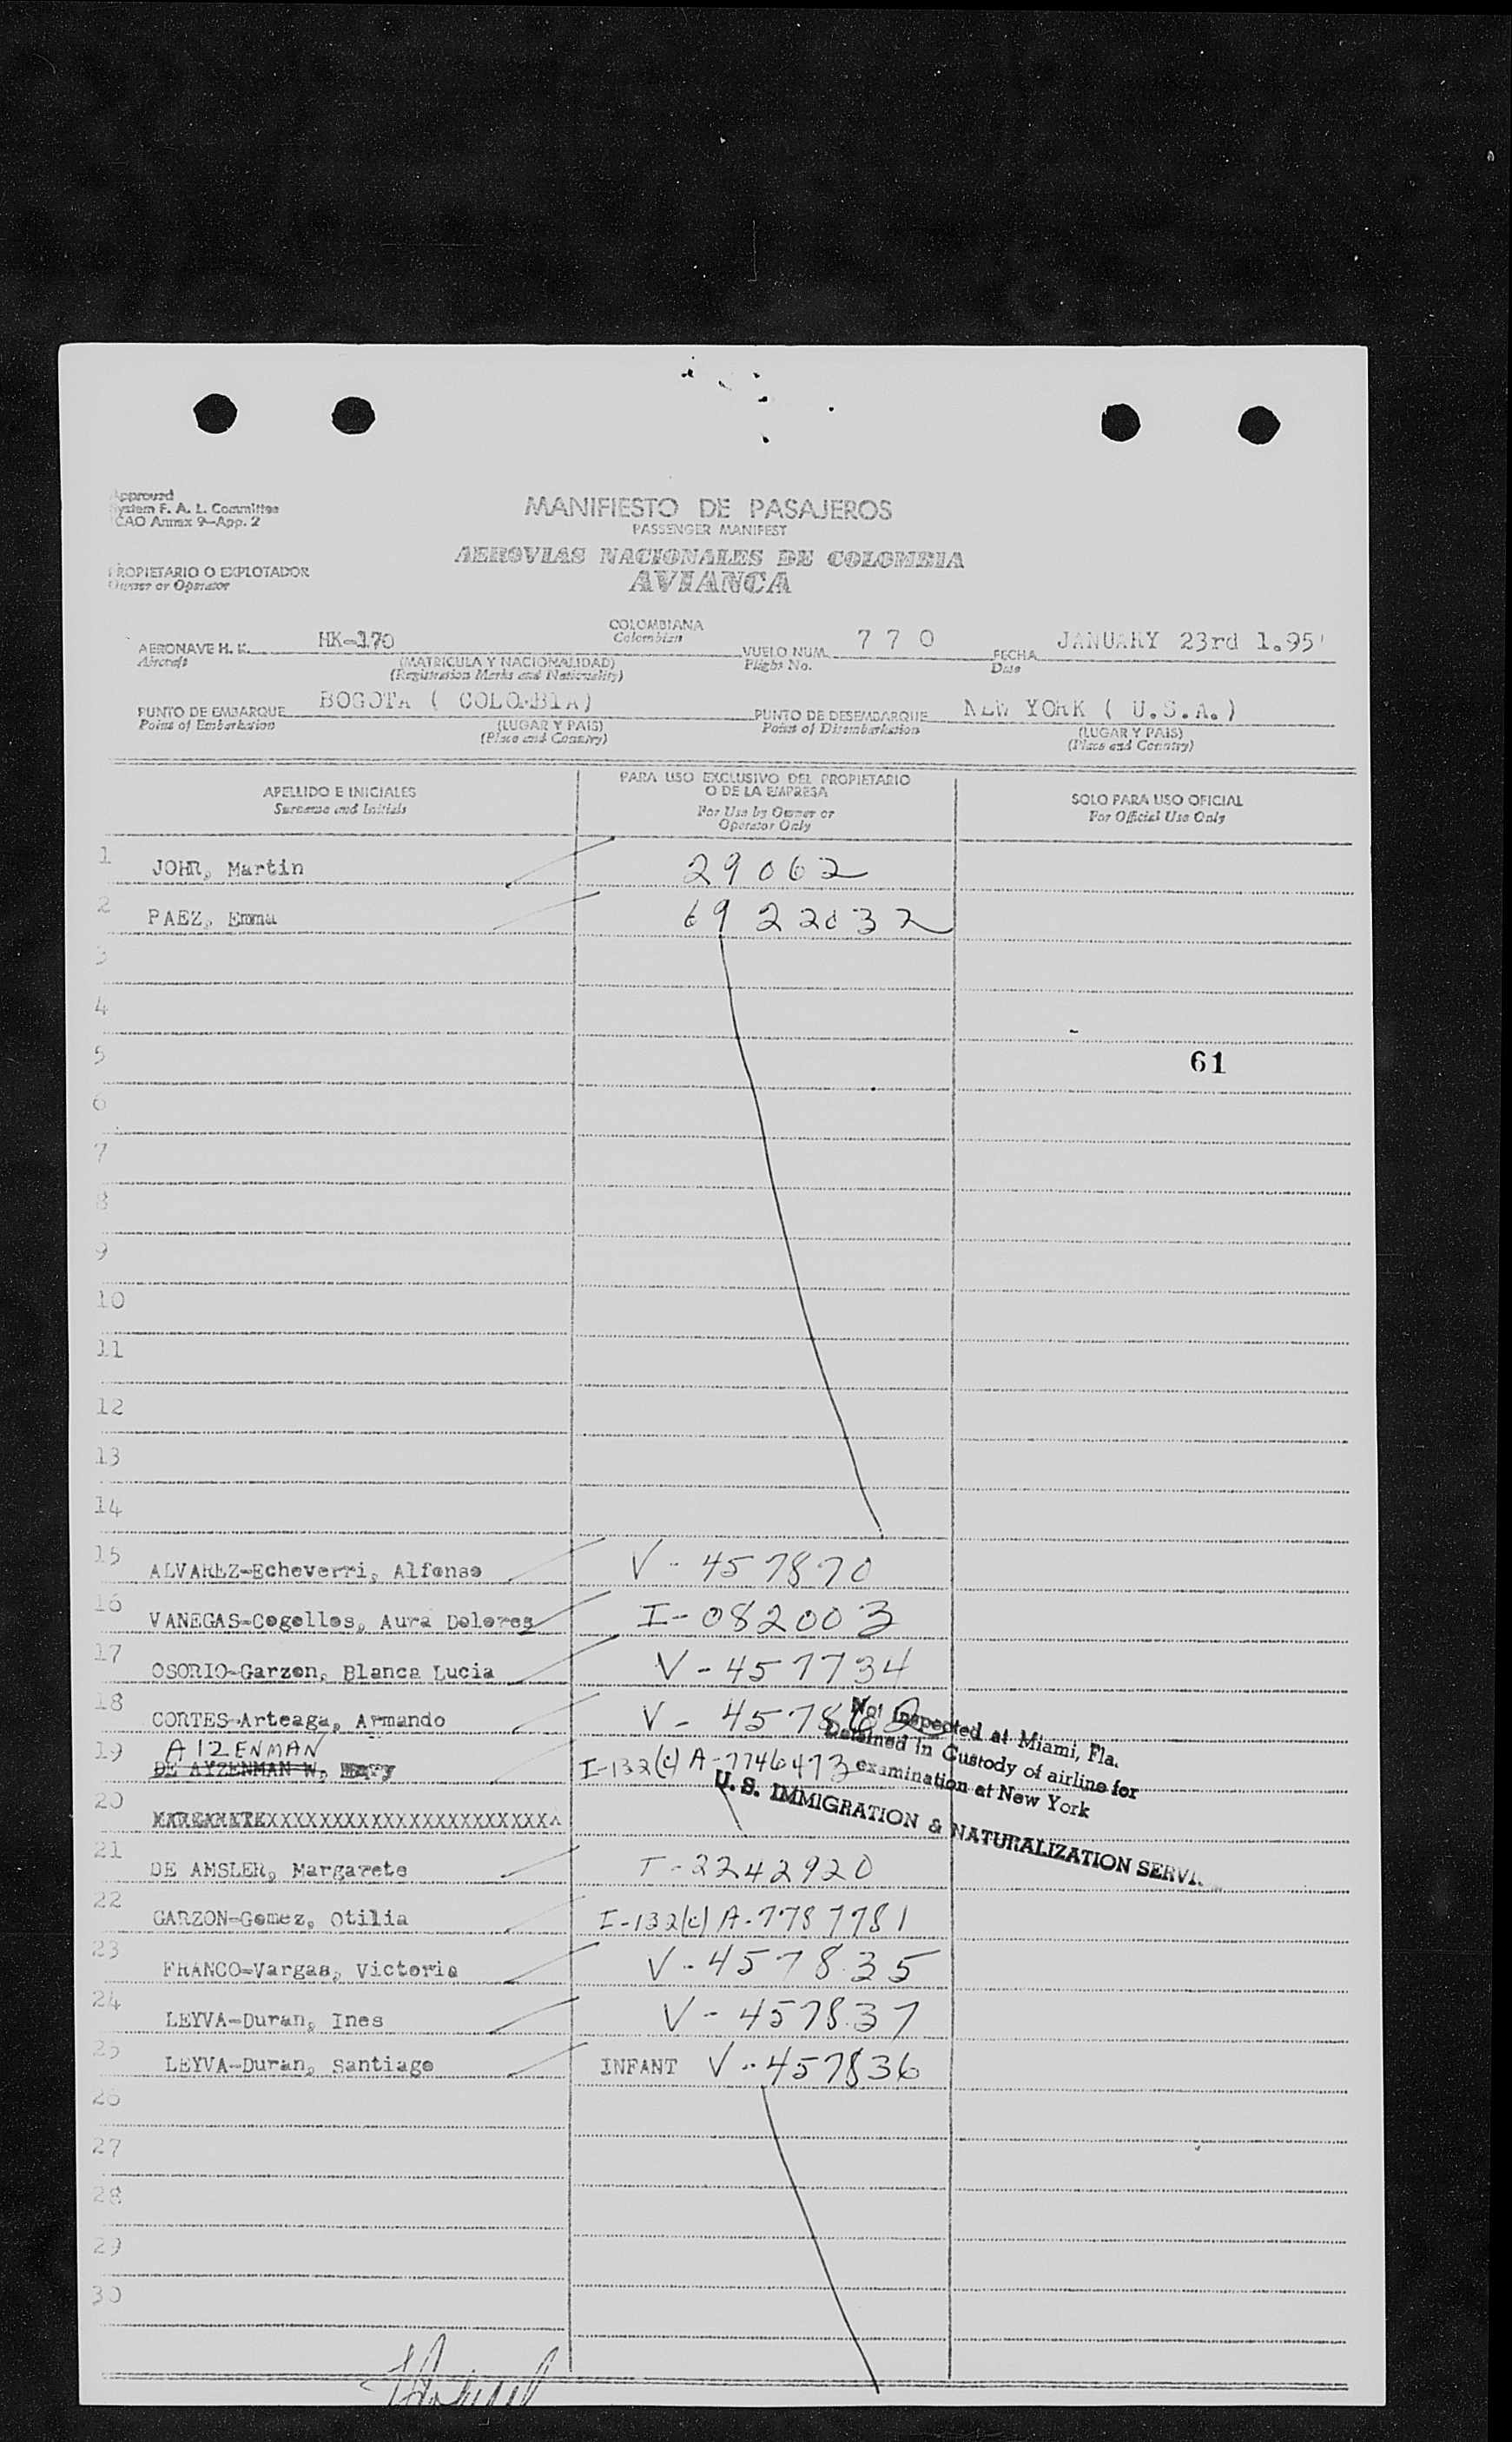 Approved
System F. A. L. Committee
ICAO Annex 9-App. 2
MANIFIESTO DE PASAJEROS
PASSENGER MANIFEST
AEROVIAS NACIONALES DE COLOMBIA
AVIANCA
PROPIETARIO O EXPLOTADOR
Owner or Operator
AERONAVE H. K. HK-170 COLOMBIANA VUELO NUM. 7 7 0 FECHA JANUARY 23rd 1.95
Aircraft (MATRICULA Y NACIONALIDAD) Colombian Flight No. Date
(Registration Marks and Nationality)
PUNTO DE EMBARQUE BOGOTA ( COLOMBIA) PUNTO DE DESEMBARQUE NEW YORK ( U.S.A.)
Point of Embarkation (LUGAR Y PAIS) Point of Disembarkation (LUGAR Y PAIS)
(Place and Country) (Place and Country)
APELLIDO E INICIALES
Surname and Initials
PARA USO EXCLUSIVO DEL PROPIETARIO
O DE LA EMPRESA
For Use by Owner or
Operator Only
SOLO PARA USO OFICIAL
For Official Use Only
1 JOHR, Martin 29062
2 PAEZ, Emma
3
4
5 61
6
7
8
9
10
11
12
13
14
15 ALVAREZ-Echeverri, Alfonso V-457870
16 VANEGAS-Cogollos, Aura Dolores I-082003
17 OSORIO-Garzon, Blanca Lucia V-457734
18 CORTES-Arteaga, Armando
19 AIZENMAN
DE AYZENMAN W, Mary I-132(c) A-7746473
Not Inspected at Miami, Fla.
Detained in Custody of airline for
examination at New York
U. S. IMMIGRATION & NATURALIZATION
20
21 DE AMSLER, Margarete 2242920
22 GARZON-Gomez, Otilia I-132(c) A-7787781
23 FRANCO-Vargas, Victoria V-457835
24 LEYVA-Duran, Ines V-457837
25 LEYVA-Duran, Santiago INFANT V-457836
26
27
28
29
30